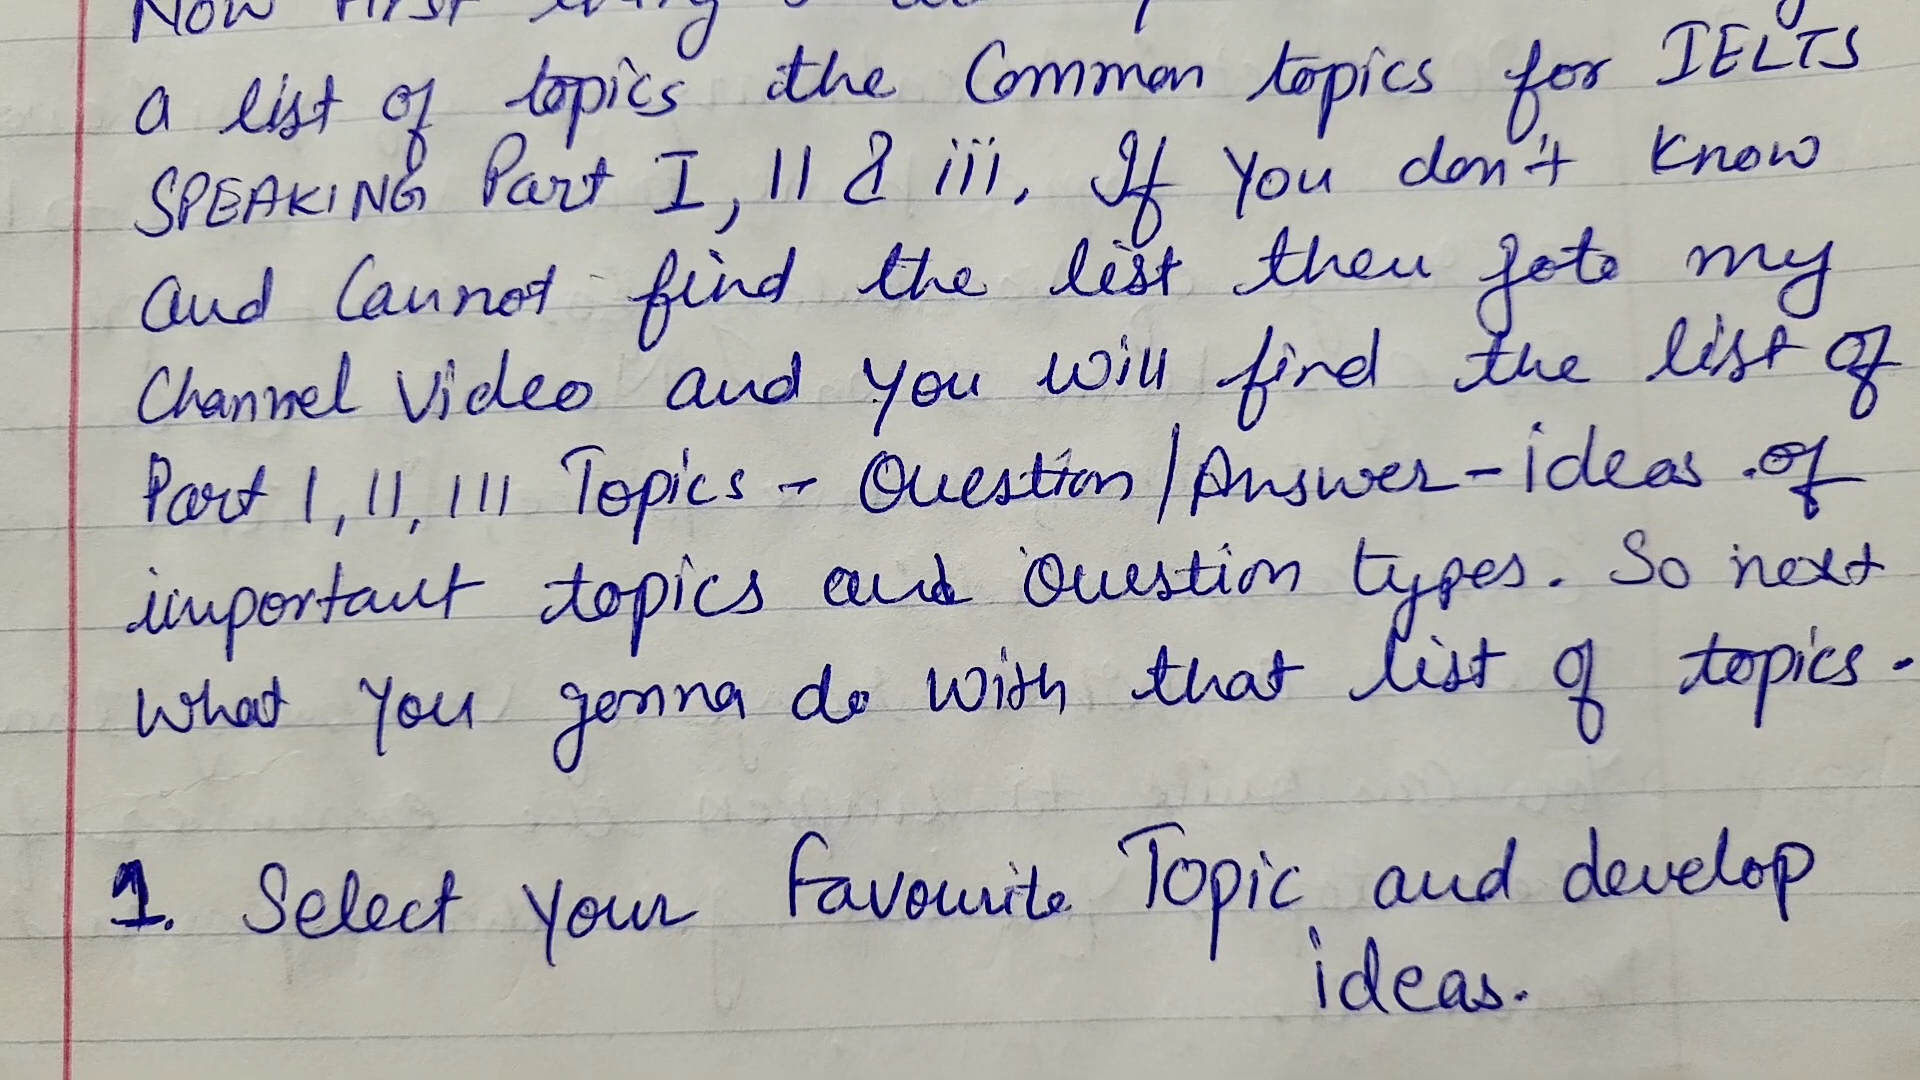 Now First
a list of topics the Common topics for IELTS
SPEAKING Part I, II & iii. If You don't know
and Cannot find the list then goto my
Channel Video and you will find the list of
Part I, II, III Topics - Question/Answer-ideas of
important topics and Question types. So next
What You gonna do with that list of topics.
1. Select Your favourite Topic and develop
ideas.